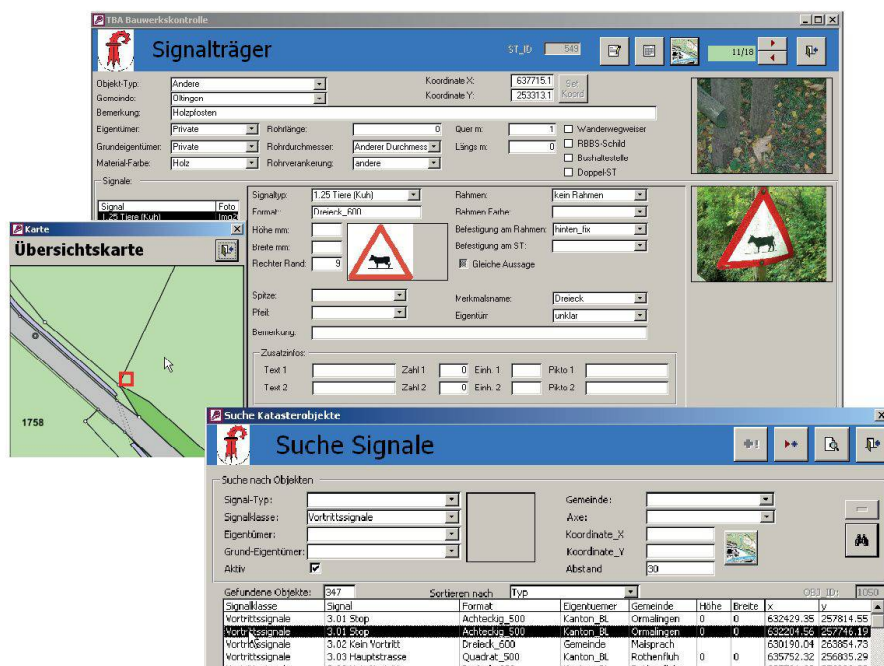 TBA Bauwerkskontrolle
Signalträger
ST_ID 549
11/18
Objekt-Typ: Andere
Koordinate X: 637715.1
Set Koord
Gemeinde: Oltingen
Koordinate Y: 253313.1
Bemerkung: Holzpfosten
Eigentümer: Private
Rohrlänge: 0
Quer m: 1
Wanderwegweiser
Grundeigentümer: Private
Rohrdurchmesser: Anderer Durchmess
Längs m: 0
RBBS-Schild
Bushaltestelle
Material-Farbe: Holz
Rohrverankerung: andere
Doppel-ST
Signale:
Signal Foto
1.25 Tiere (Kuh) Img2
Signaltyp: 1.25 Tiere (Kuh)
Rahmen: kein Rahmen
Format: Dreieck_600
Rahmen Farbe:
Höhe mm:
Befestigung am Rahmen: hinten_fix
Breite mm:
Befestigung am ST:
Rechter Rand: 9
Gleiche Aussage
Spitze:
Merkmalsname: Dreieck
Pfeil:
Eigentür unklar
Bemerkung:
Zusatzinfos:
Text 1 Zahl 1 0 Einh. 1 Pikto 1
Text 2 Zahl 2 0 Einh. 2 Pikto 2
Karte
Übersichtskarte
1758
Suche Katasterobjekte
Suche Signale
Suche nach Objekten
Signal-Typ:
Gemeinde:
Signalklasse: Vortrittssignale
Axe:
Eigentümer:
Koordinate_X
Grund-Eigentümer:
Koordinate_Y
Aktiv
Abstand 30
Gefundene Objekte: 347
Sortieren nach Typ
OBJ_ID: 1050
Signalklasse Signal Format Eigentuemer Gemeinde Höhe Breite x y
Vortrittssignale 3.01 Stop Achteckig_500 Kanton_BL Ormalingen 0 0 632429.35 257814.55
Vortrittssignale 3.01 Stop Achteckig_500 Kanton_BL Ormalingen 0 0 632204.56 257746.19
Vortrittssignale 3.02 Kein Vortritt Dreieck_600 Gemeinde Maisprach 630190.04 263854.73
Vortrittssignale 3.03 Hauptstrasse Quadrat_500 Kanton_BL Rothenfluh 0 0 635752.32 256835.29